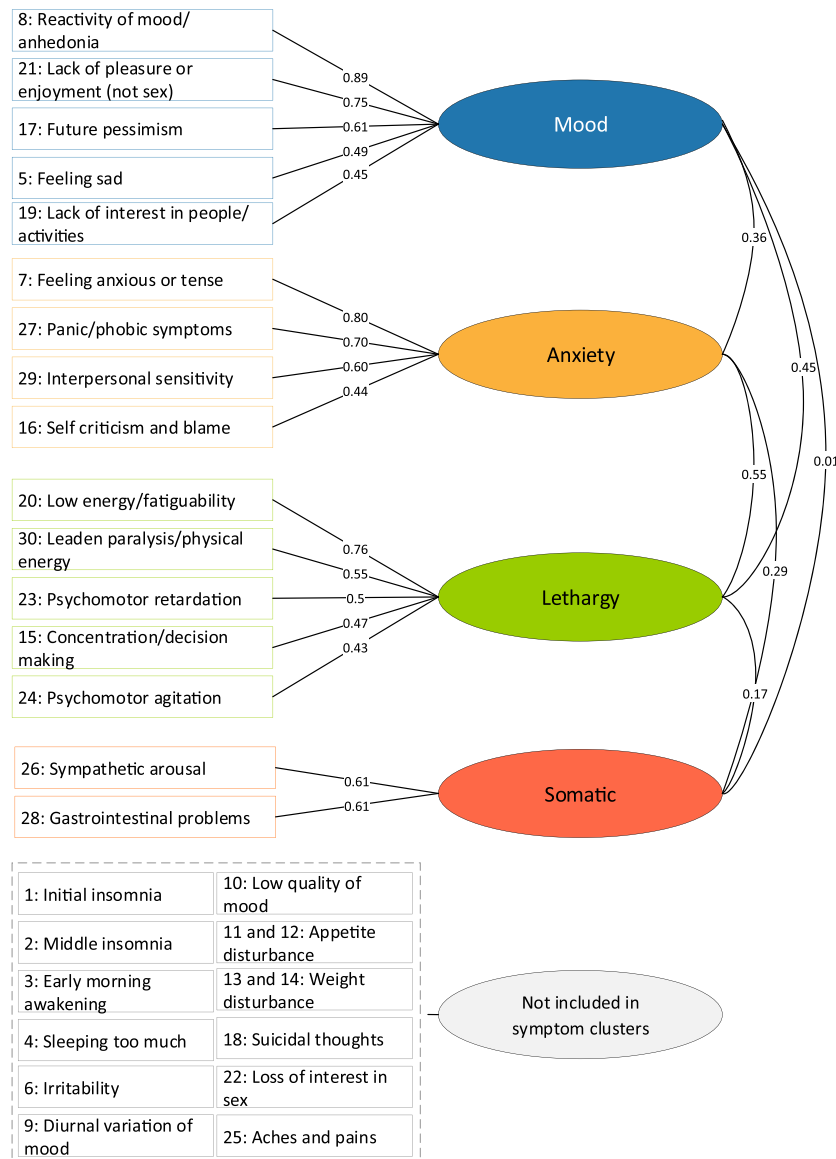 8: Reactivity of mood/
anhedonia
21: Lack of pleasure or
enjoyment (not sex)
17: Future pessimism
5: Feeling sad
19: Lack of interest in people/
activities
0.89
0.75
0.61
0.49
0.45
Mood
7: Feeling anxious or tense
27: Panic/phobic symptoms
29: Interpersonal sensitivity
16: Self criticism and blame
0.80
0.70
0.60
0.44
Anxiety
20: Low energy/fatiguability
30: Leaden paralysis/physical
energy
23: Psychomotor retardation
15: Concentration/decision
making
24: Psychomotor agitation
0.76
0.55
0.5
0.47
0.43
Lethargy
26: Sympathetic arousal
28: Gastrointestinal problems
0.61
0.61
Somatic
0.36
0.45
0.01
0.55
0.29
0.17
1: Initial insomnia
2: Middle insomnia
3: Early morning
awakening
4: Sleeping too much
6: Irritability
9: Diurnal variation of
mood
10: Low quality of
mood
11 and 12: Appetite
disturbance
13 and 14: Weight
disturbance
18: Suicidal thoughts
22: Loss of interest in
sex
25: Aches and pains
Not included in
symptom clusters